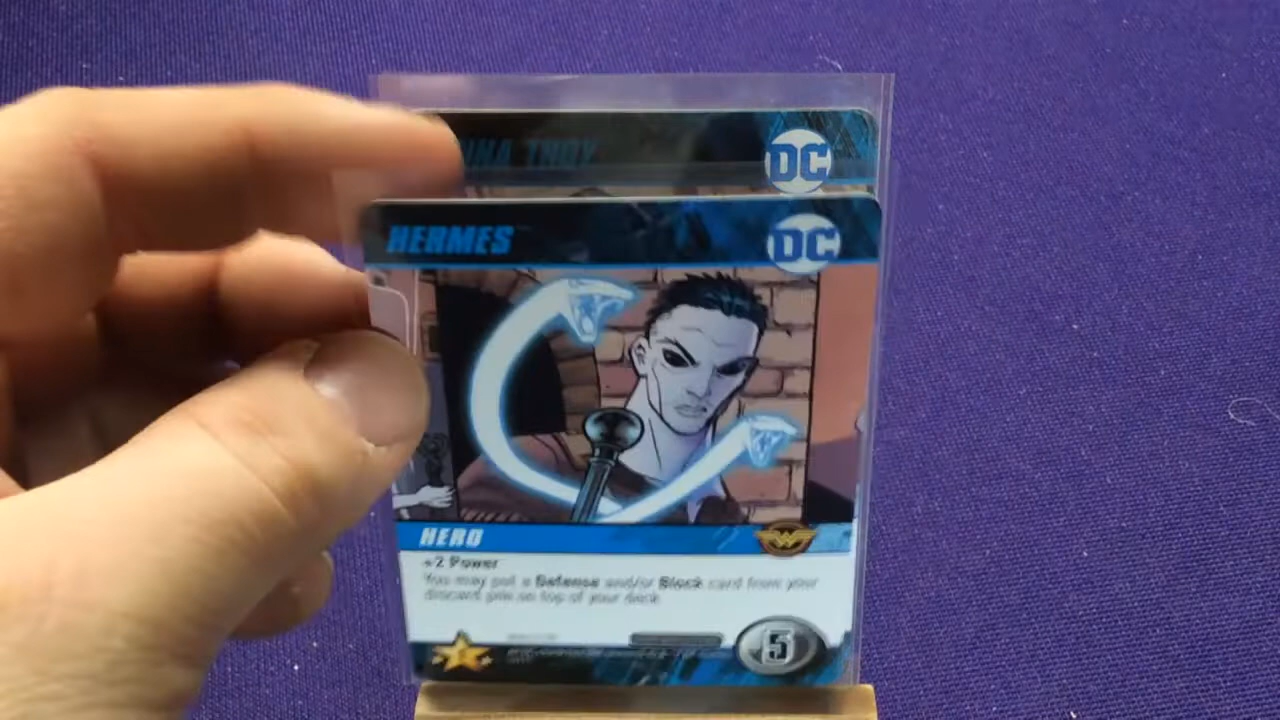 TROY
DC
HERMES
DC
HERO
W
+2 Power
You may put a Defense and/or Block card from your
discard pile on top of your deck
5